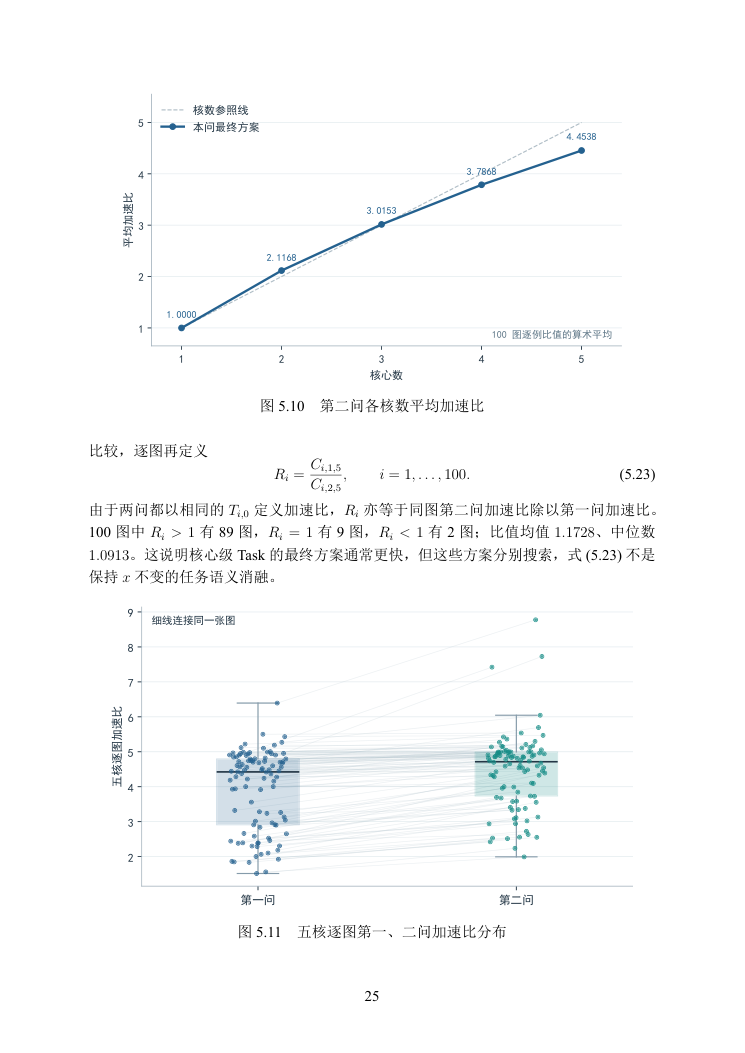 核数参照线
本问最终方案
5
4
3
2
1
平均加速比
1.0000
2.1168
3.0153
3.7868
4.4538
100 图逐例比值的算术平均
1 2 3 4 5
核心数
图 5.10 第二问各核数平均加速比
比较，逐图再定义
R_i = C_{i,1,5} / C_{i,2,5}, i = 1, . . . , 100. (5.23)
由于两问都以相同的 T_{i,0} 定义加速比，R_i 亦等于同图第二问加速比除以第一问加速比。
100 图中 R_i > 1 有 89 图，R_i = 1 有 9 图，R_i < 1 有 2 图；比值均值 1.1728、中位数
1.0913。这说明核心级 Task 的最终方案通常更快，但这些方案分别搜索，式 (5.23) 不是
保持 x 不变的任务语义消融。
细线连接同一张图
9
8
7
6
5
4
3
2
五核逐图加速比
第一问 第二问
图 5.11 五核逐图第一、二问加速比分布
25